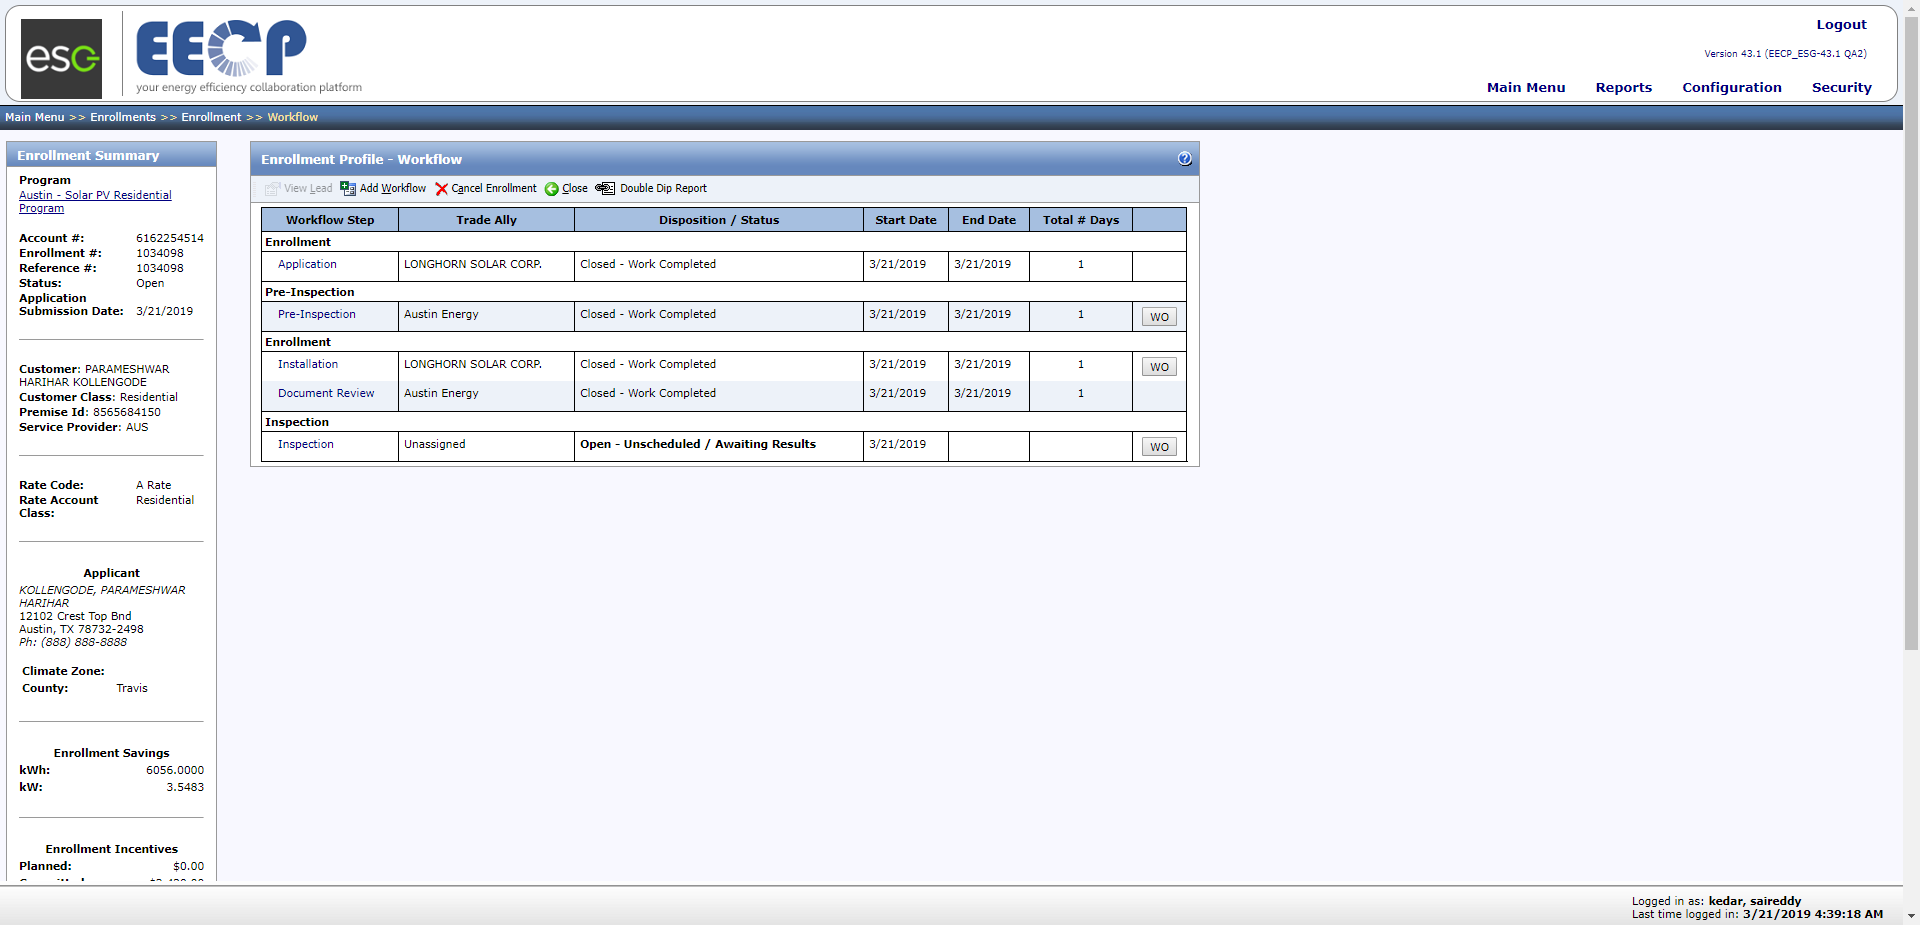 esg
EECP
your energy efficiency collaboration platform
Logout
Version 43.1 (EECP_ESG-43.1 QA2)
Main Menu Reports Configuration Security
Main Menu >> Enrollments >> Enrollment >> Workflow
Enrollment Summary
Program
Austin - Solar PV Residential
Program
Account #: 6162254514
Enrollment #: 1034098
Reference #: 1034098
Status: Open
Application
Submission Date: 3/21/2019
Customer: PARAMESHWAR
HARIHAR KOLLENGODE
Customer Class: Residential
Premise Id: 8565684150
Service Provider: AUS
Rate Code: A Rate
Rate Account Residential
Class:
Applicant
KOLLENGODE, PARAMESHWAR
HARIHAR
12102 Crest Top Bnd
Austin, TX 78732-2498
Ph: (888) 888-8888
Climate Zone:
County: Travis
Enrollment Savings
kWh: 6056.0000
kW: 3.5483
Enrollment Incentives
Planned: $0.00
Enrollment Profile - Workflow
View Lead Add Workflow Cancel Enrollment Close Double Dip Report
Workflow Step Trade Ally Disposition / Status Start Date End Date Total # Days
Enrollment
Application LONGHORN SOLAR CORP. Closed - Work Completed 3/21/2019 3/21/2019 1
Pre-Inspection
Pre-Inspection Austin Energy Closed - Work Completed 3/21/2019 3/21/2019 1 WO
Enrollment
Installation LONGHORN SOLAR CORP. Closed - Work Completed 3/21/2019 3/21/2019 1 WO
Document Review Austin Energy Closed - Work Completed 3/21/2019 3/21/2019 1
Inspection
Inspection Unassigned Open - Unscheduled / Awaiting Results 3/21/2019 WO
Logged in as: kedar, saireddy
Last time logged in: 3/21/2019 4:39:18 AM